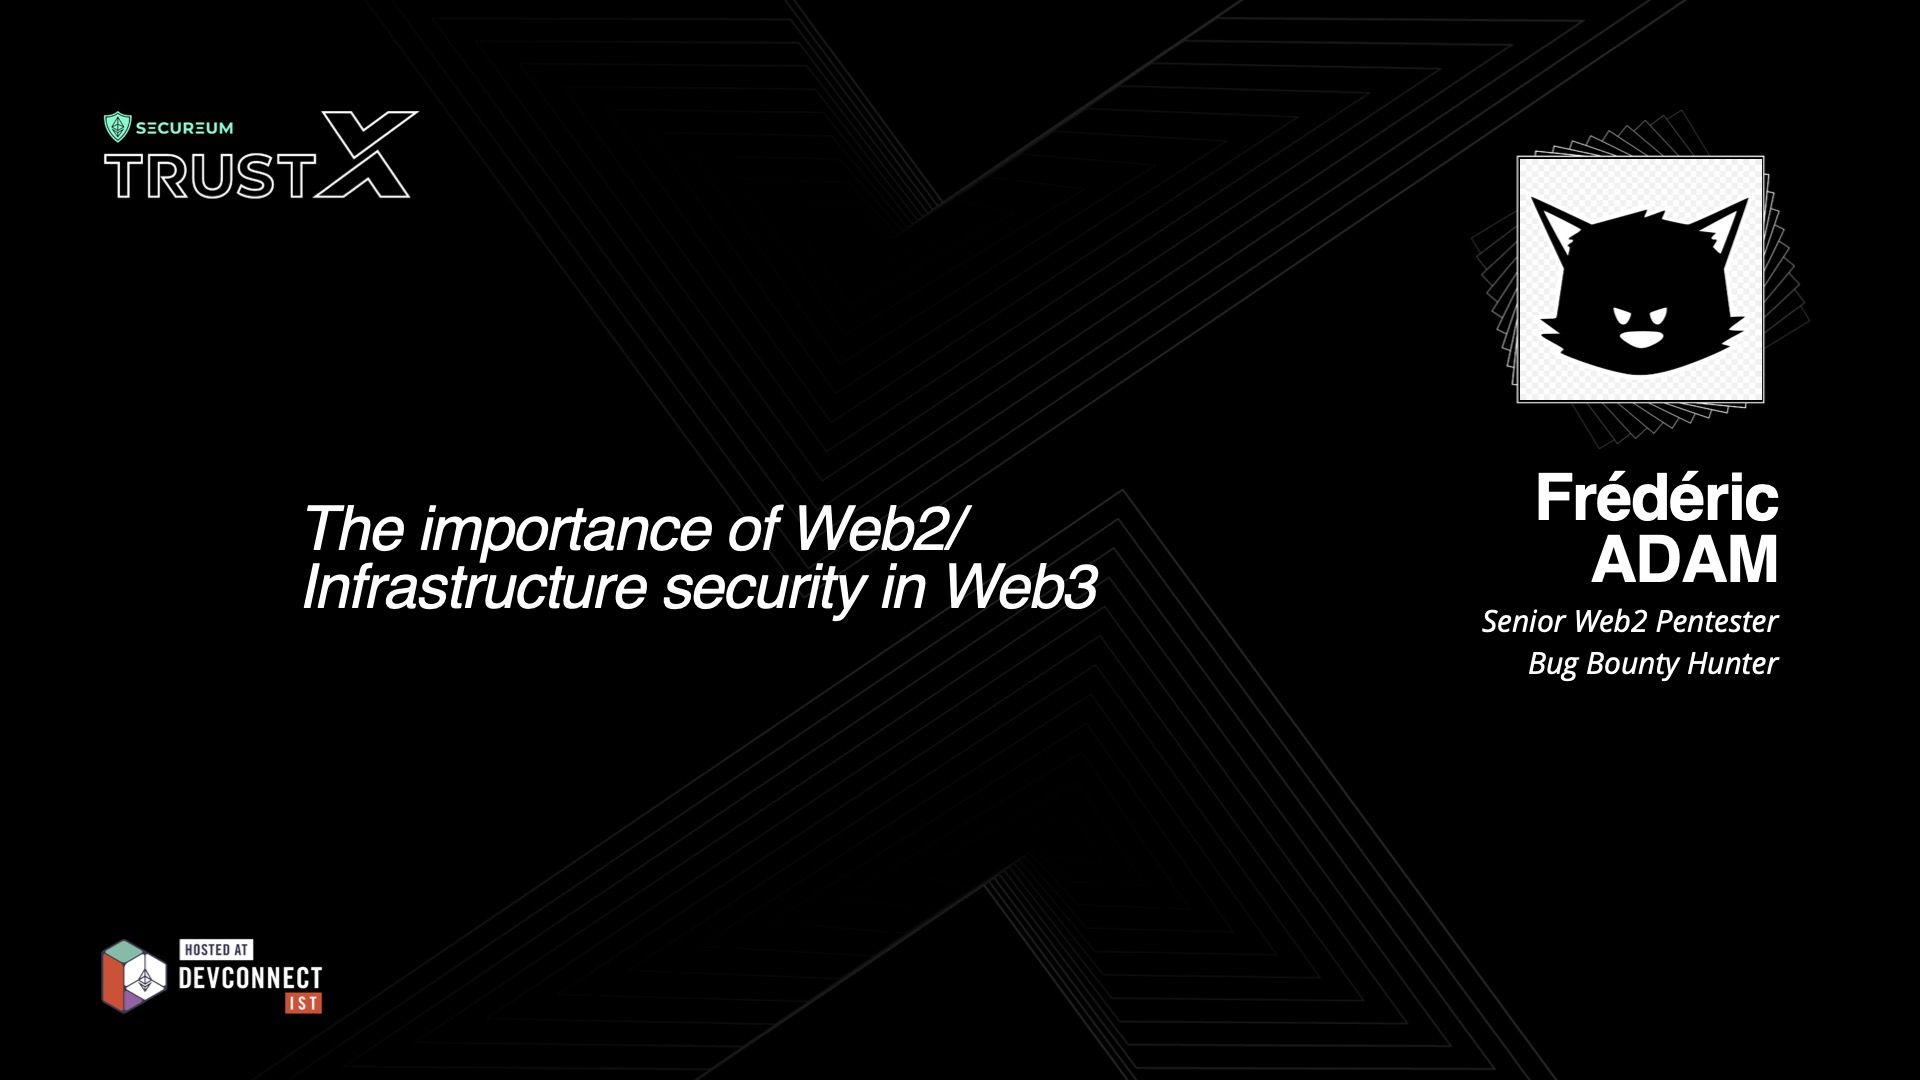 SECUREUM
TRUSTX
The importance of Web2/
Infrastructure security in Web3
Frédéric
ADAM
Senior Web2 Pentester
Bug Bounty Hunter
HOSTED AT
DEVCONNECT
IST